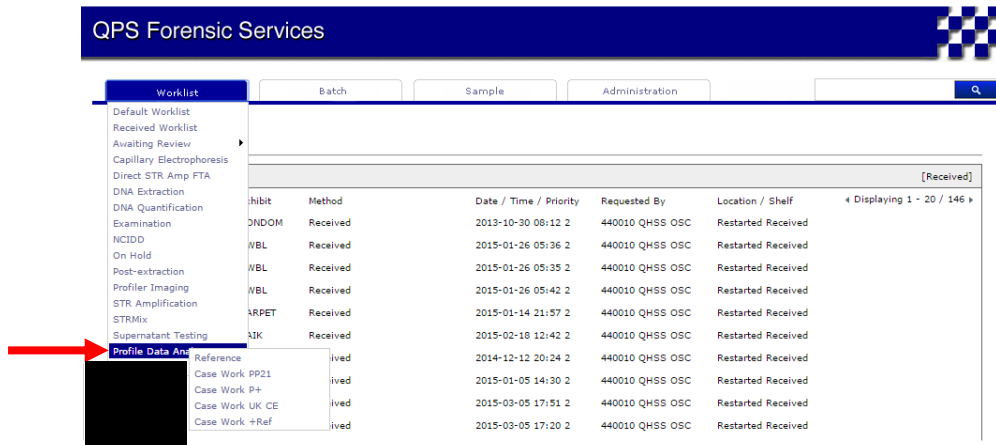 QPS Forensic Services
Worklist Batch Sample Administration
Default Worklist
Received Worklist
Awaiting Review
Capillary Electrophoresis
Direct STR Amp FTA
DNA Extraction
DNA Quantification
Examination
NCIDD
On Hold
Post-extraction
Profiler Imaging
STR Amplification
STRMix
Supernatant Testing
Profile Data Ana
Reference
Case Work PP21
Case Work P+
Case Work UK CE
Case Work +Ref
[Received]
hibit Method Date / Time / Priority Requested By Location / Shelf Displaying 1 - 20 / 146
ONDOM Received 2013-10-30 08:12 2 440010 QHSS OSC Restarted Received
WBL Received 2015-01-26 05:36 2 440010 QHSS OSC Restarted Received
WBL Received 2015-01-26 05:35 2 440010 QHSS OSC Restarted Received
WBL Received 2015-01-26 05:42 2 440010 QHSS OSC Restarted Received
ARPET Received 2015-01-14 21:57 2 440010 QHSS OSC Restarted Received
AIK Received 2015-02-18 12:42 2 440010 QHSS OSC Restarted Received
ived 2014-12-12 20:24 2 440010 QHSS OSC Restarted Received
ived 2015-01-05 14:30 2 440010 QHSS OSC Restarted Received
ived 2015-03-05 17:51 2 440010 QHSS OSC Restarted Received
ived 2015-03-05 17:20 2 440010 QHSS OSC Restarted Received